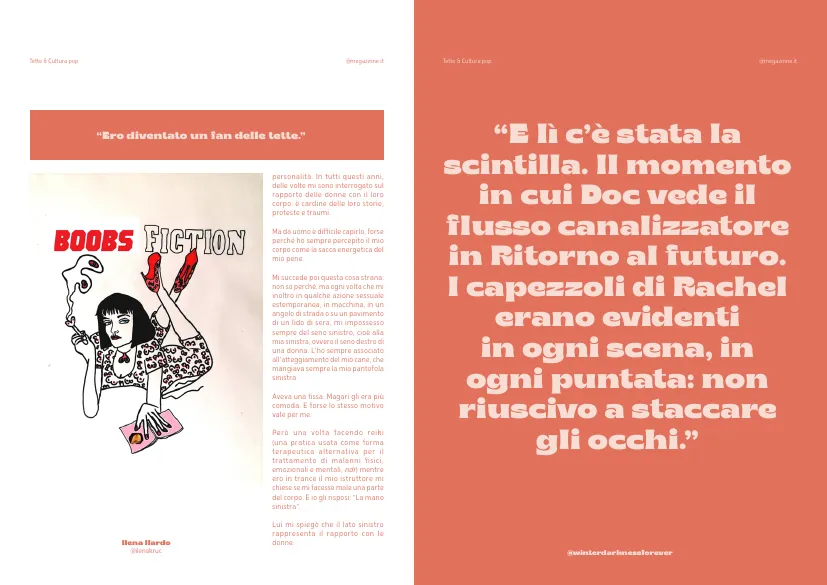 Tette & Cultura pop
@megazinne.it
"Ero diventato un fan delle tette."
BOOBS FICTION
Ilena Ilardo
@ilenaltruc
personalità. In tutti questi anni,
delle volte mi sono interrogato sul
rapporto delle donne con il loro
corpo: è cardine delle loro storie,
proteste e traumi.
Ma da uomo è difficile capirlo, forse
perché ho sempre percepito il mio
corpo come la sacca energetica del
mio pene.
Mi succede poi questa cosa strana:
non so perché, ma ogni volta che mi
inoltro in qualche azione sessuale
estemporanea, in macchina, in un
angolo di strada o su un pavimento
di un lido di sera, mi impossesso
sempre del seno sinistro, cioè alla
mia sinistra, ovvero il seno destro di
una donna. L'ho sempre associato
all'atteggiamento del mio cane, che
mangiava sempre la mia pantofola
sinistra.
Aveva una fissa. Magari gli era più
comoda. E forse lo stesso motivo
vale per me.
Però una volta facendo reiki
(una pratica usata come forma
terapeutica alternativa per il
trattamento di malanni fisici,
emozionali e mentali, ndr) mentre
ero in trance il mio istruttore mi
chiese se mi facesse male una parte
del corpo. E io gli risposi: "La mano
sinistra".
Lui mi spiegò che il lato sinistro
rappresenta il rapporto con le
donne.
Tette & Cultura pop
@megazinne.it
“E lì c’è stata la
scintilla. Il momento
in cui Doc vede il
flusso canalizzatore
in Ritorno al futuro.
I capezzoli di Rachel
erano evidenti
in ogni scena, in
ogni puntata: non
riuscivo a staccare
gli occhi.”
@winterdarknessforever